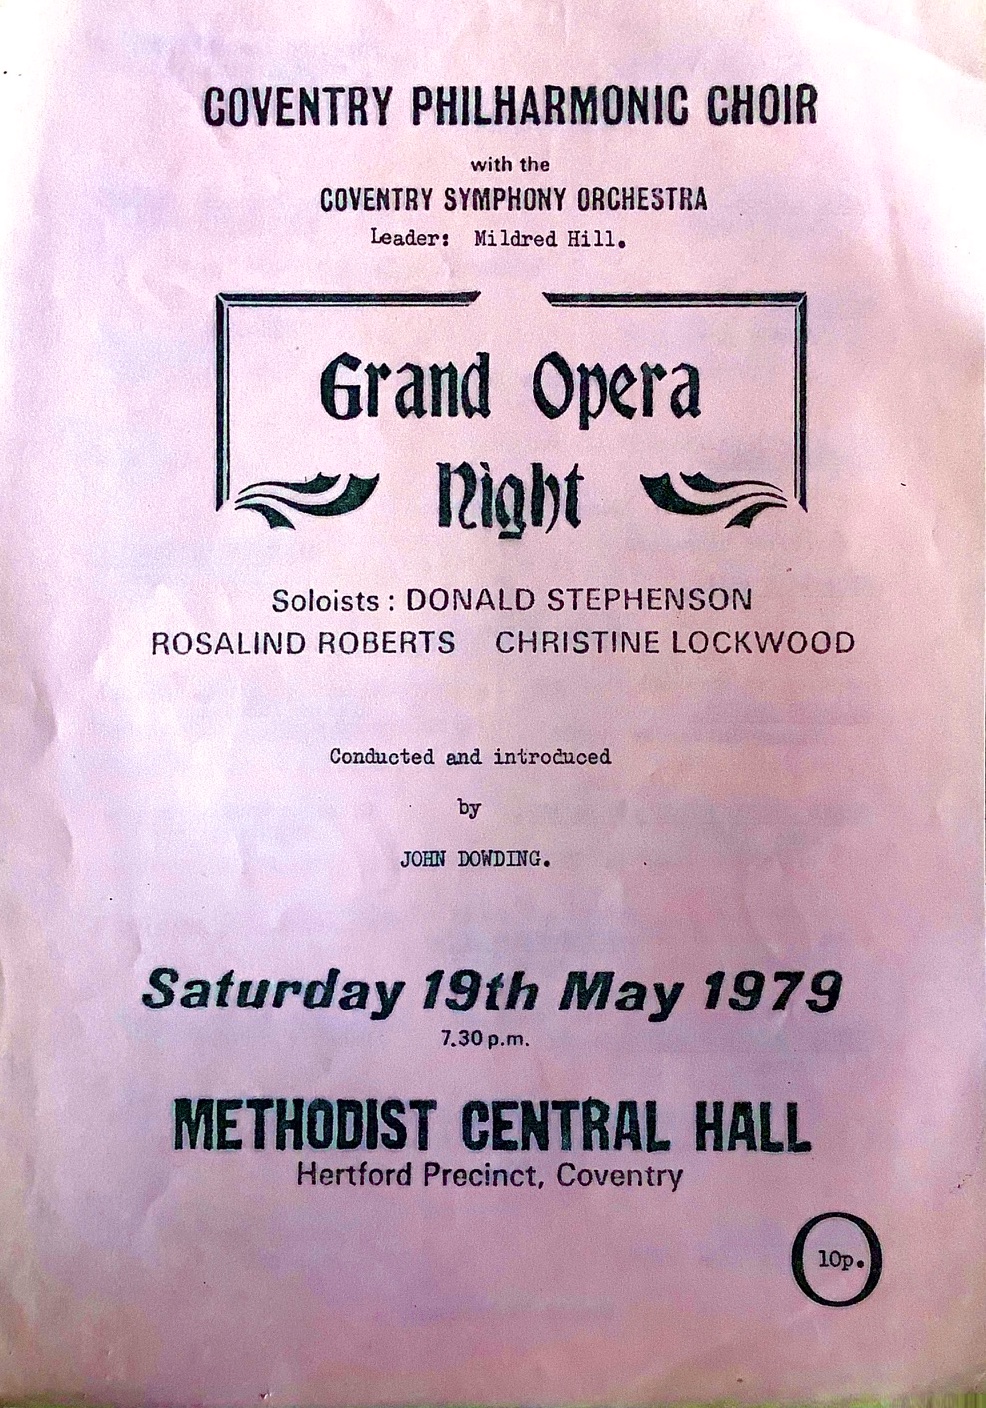 COVENTRY PHILHARMONIC CHOIR
with the
COVENTRY SYMPHONY ORCHESTRA
Leader: Mildred Hill.
Grand Opera
Night
Soloists : DONALD STEPHENSON
ROSALIND ROBERTS CHRISTINE LOCKWOOD
Conducted and introduced
by
JOHN DOWDING.
Saturday 19th May 1979
7.30 p.m.
METHODIST CENTRAL HALL
Hertford Precinct, Coventry
10p.